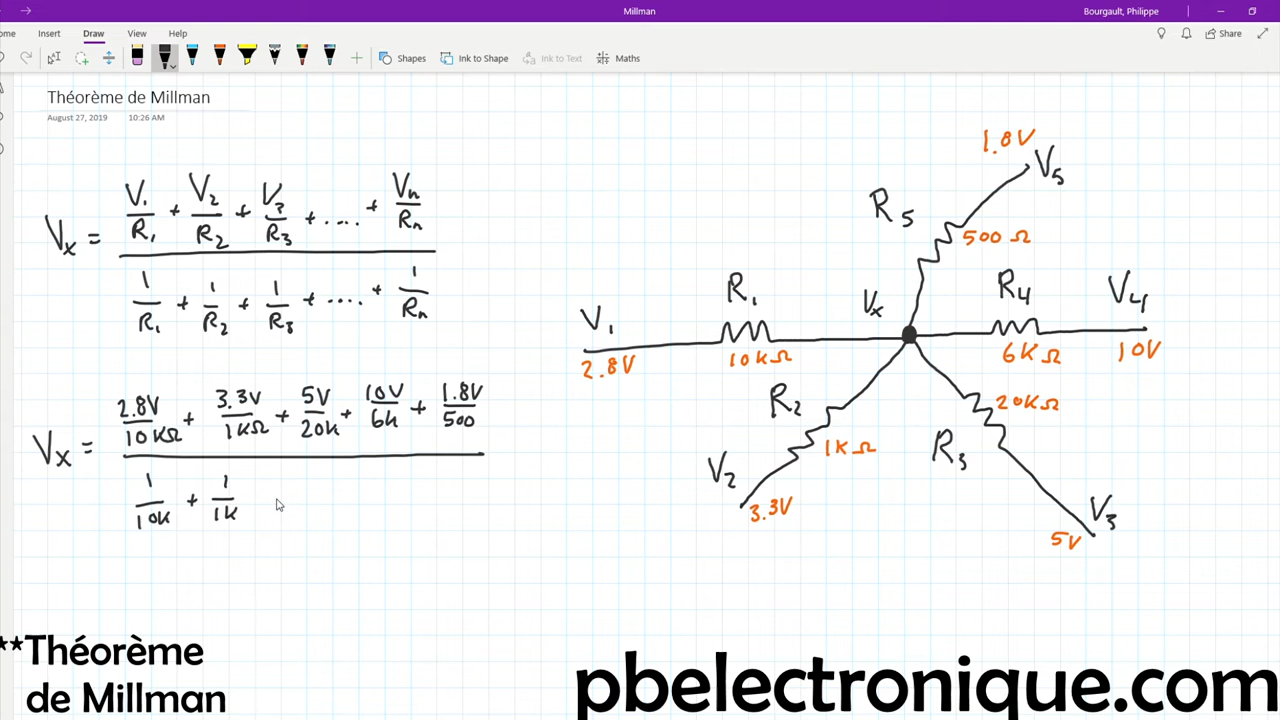 Millman
Bourgault, Philippe
ome Insert Draw View Help
Share
Shapes Ink to Shape Ink to Text Maths
Théorème de Millman
August 27, 2019 10:26 AM
Vx = (V1/R1 + V2/R2 + V3/R3 + .... + Vn/Rn) / (1/R1 + 1/R2 + 1/R3 + .... + 1/Rn)
Vx = (2.8V/10KΩ + 3.3V/1KΩ + 5V/20K + 10V/6K + 1.8V/500) / (1/10K + 1/1K
1.8V V5
R5
500 Ω
V1 R1 Vx R4 V4
2.8V 10KΩ 6KΩ 10V
R2 20KΩ
1KΩ R3
V2
3.3V V3
5V
**Théorème
de Millman
pbelectronique.com